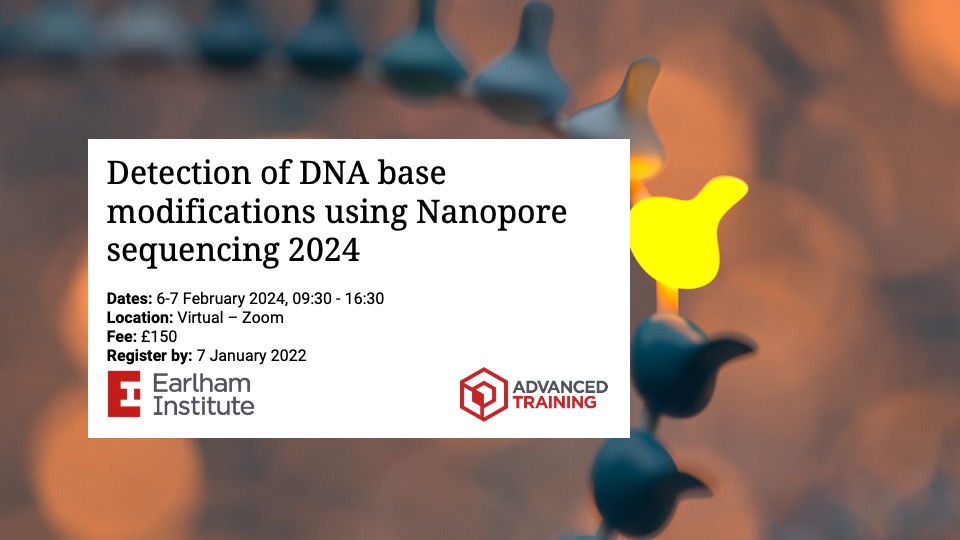 Detection of DNA base
modifications using Nanopore
sequencing 2024
Dates: 6-7 February 2024, 09:30 - 16:30
Location: Virtual – Zoom
Fee: £150
Register by: 7 January 2022
Earlham
Institute
ADVANCED
TRAINING